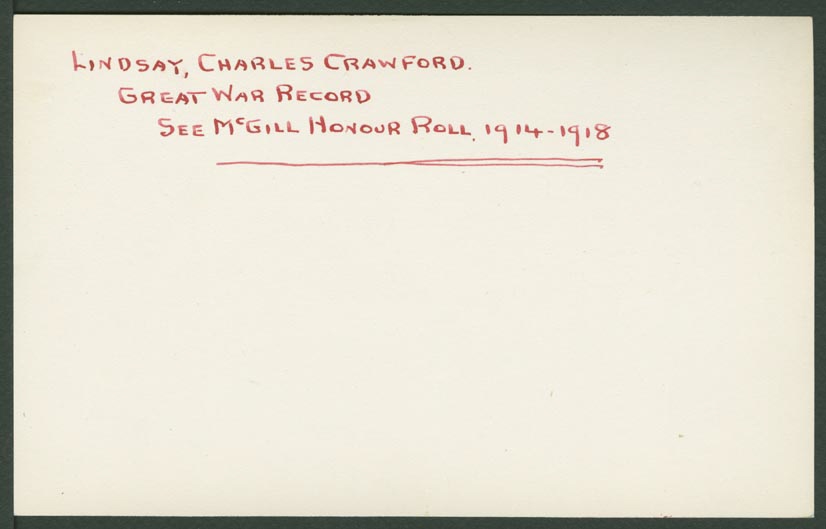 LINDSAY, CHARLES CRAWFORD.
GREAT WAR RECORD
SEE McGILL HONOUR ROLL, 1914-1918